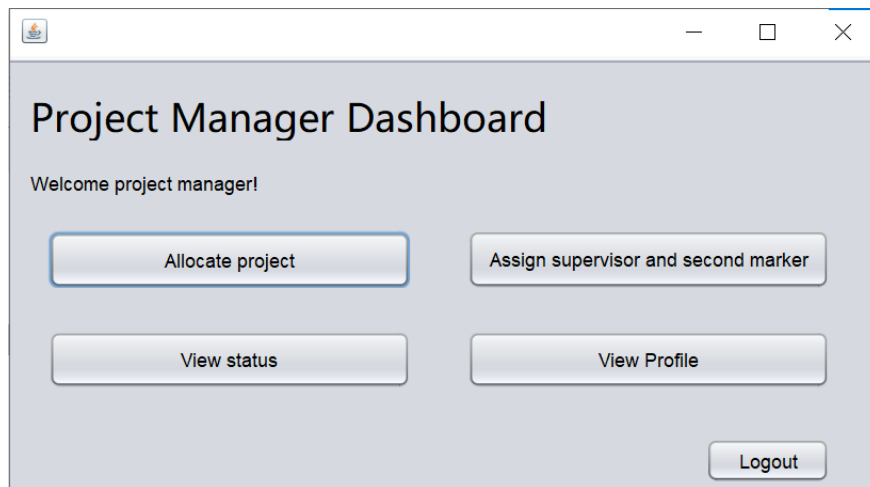 Project Manager Dashboard
Welcome project manager!
Allocate project
Assign supervisor and second marker
View status
View Profile
Logout